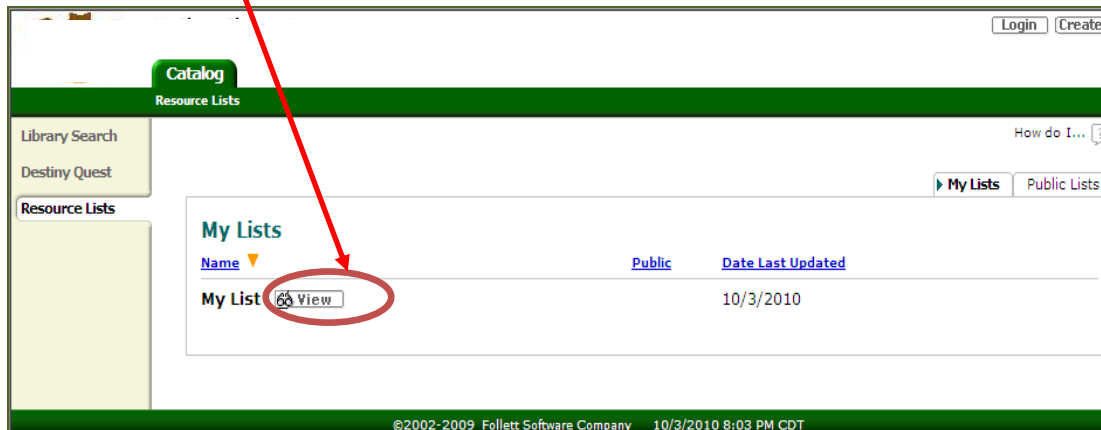 Login Create
Catalog
Resource Lists
Library Search
How do I...
Destiny Quest
My Lists Public Lists
Resource Lists
My Lists
Name Public Date Last Updated
My List View 10/3/2010
©2002-2009 Follett Software Company 10/3/2010 8:03 PM CDT